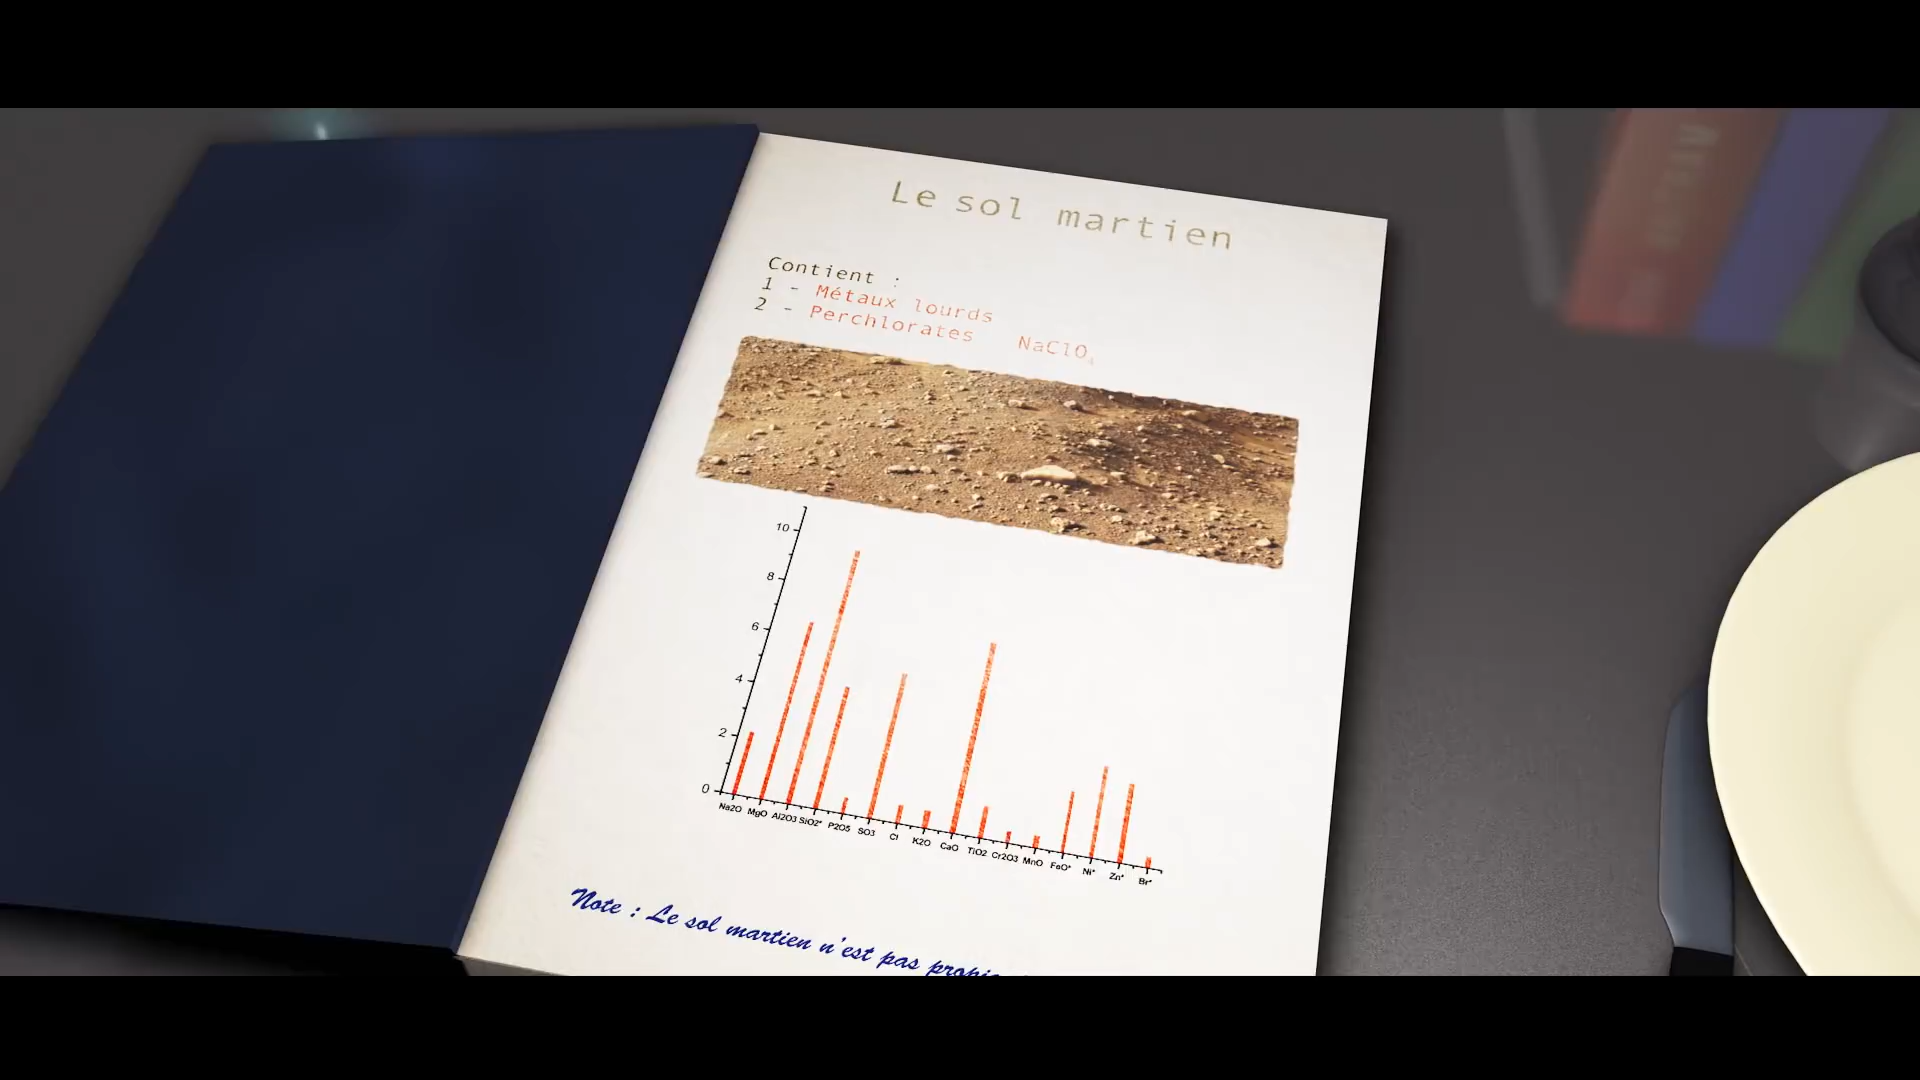 Le sol martien
Contient :
1 - Métaux lourds
2 - Perchlorates NaClO₄
10
8
6
4
2
0
Na2O MgO Al2O3 SiO2* P2O5 SO3 Cl K2O CaO TiO2 Cr2O3 MnO FeO* Ni* Zn* Br*
Note : Le sol martien n'est pas